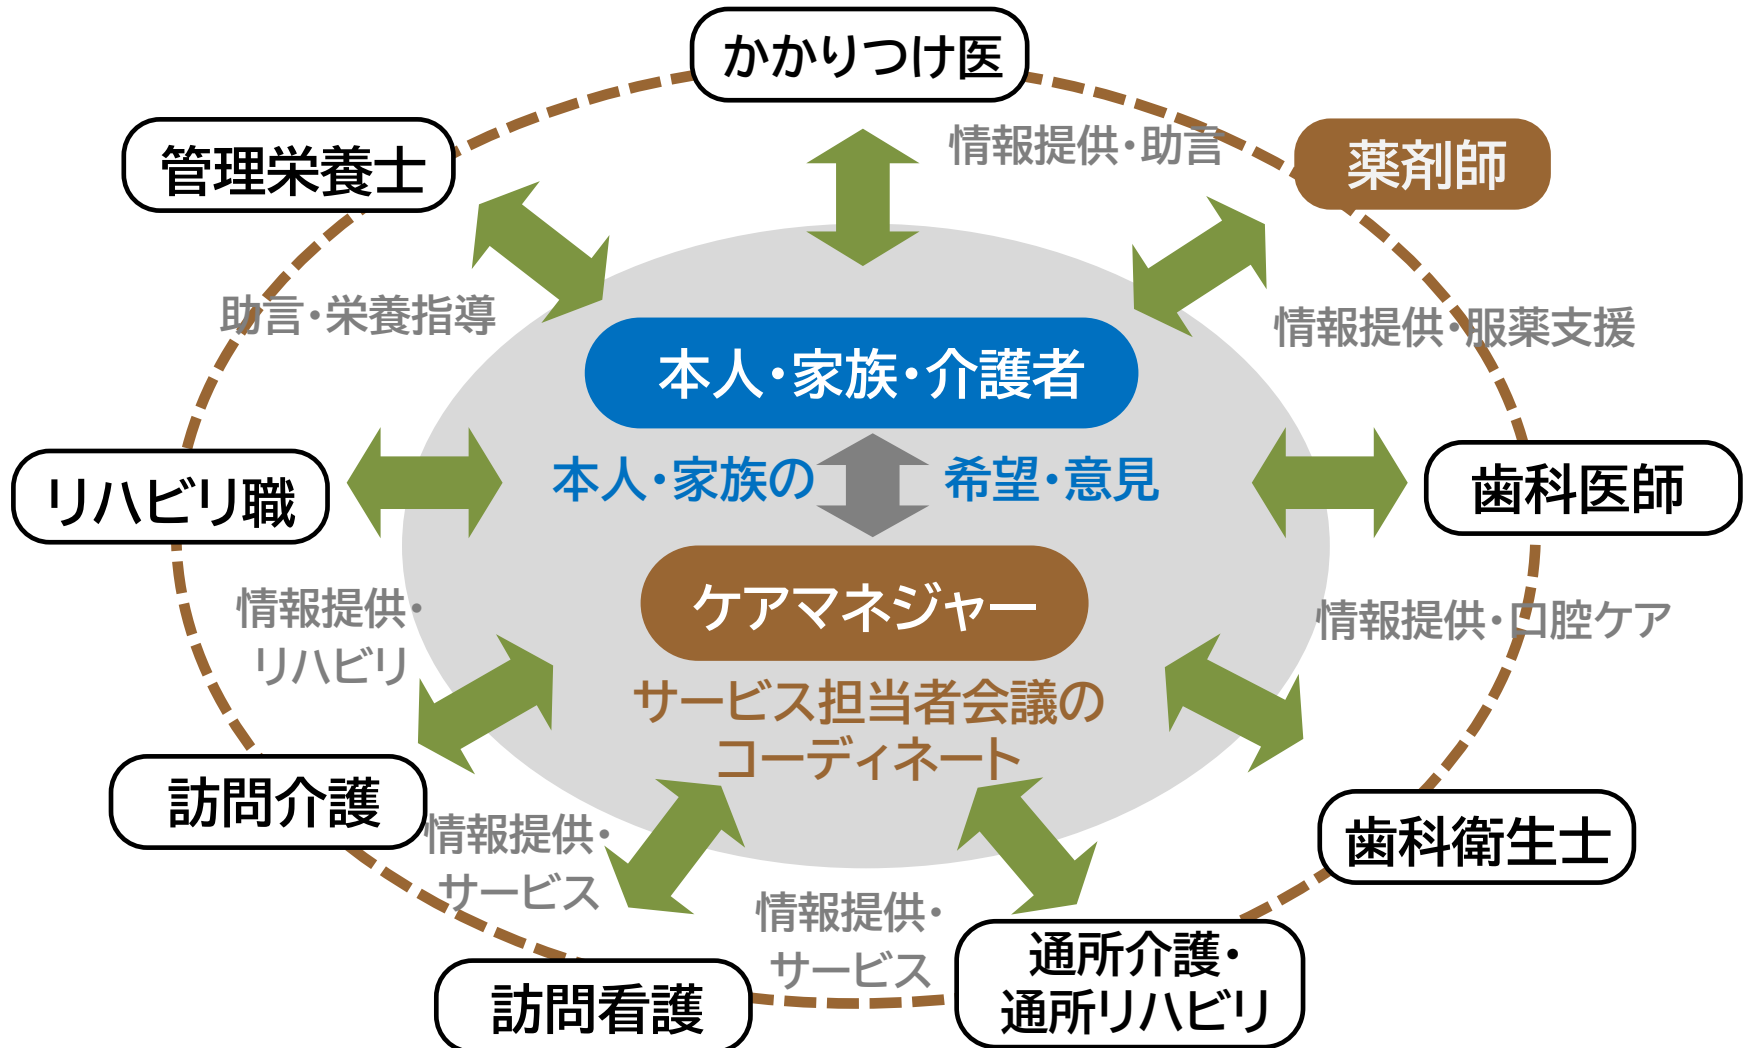 かかりつけ医
管理栄養士
情報提供・助言
薬剤師
助言・栄養指導
情報提供・服薬支援
本人・家族・介護者
本人・家族の
希望・意見
リハビリ職
歯科医師
ケアマネジャー
情報提供・
リハビリ
情報提供・口腔ケア
サービス担当者会議の
コーディネート
訪問介護
情報提供・
サービス
歯科衛生士
情報提供・
サービス
通所介護・
通所リハビリ
訪問看護